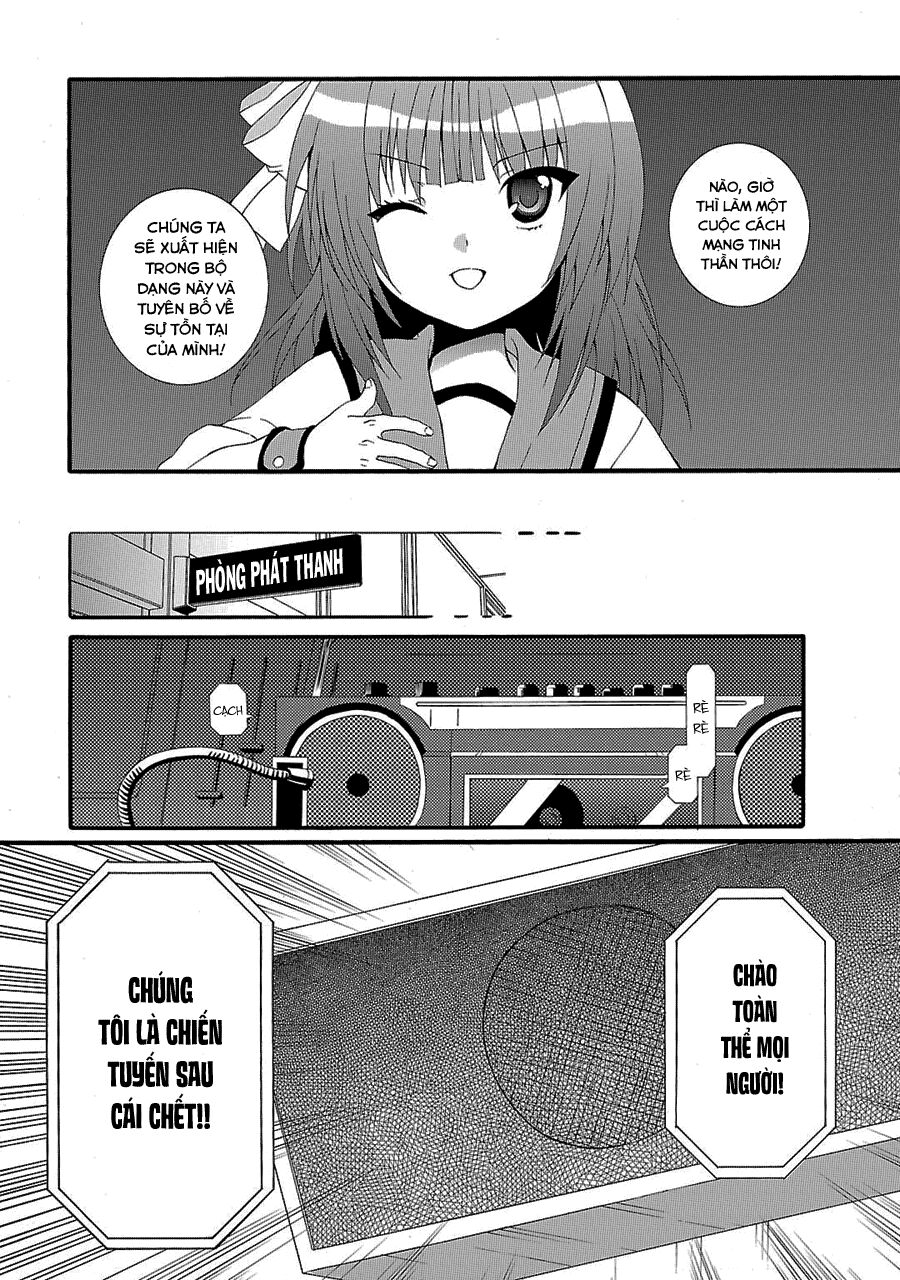 NÀO, GIỜ
THÌ LÀM MỘT
CUỘC CÁCH
MẠNG TINH
THẦN THÔI!
CHÚNG TA
SẼ XUẤT HIỆN
TRONG BỘ
DẠNG NÀY VÀ
TUYÊN BỐ VỀ
SỰ TỒN TẠI
CỦA MÌNH!
PHÒNG PHÁT THANH
RÈ
RÈ
RÈ
CẠCH
CHÀO
TOÀN
THỂ MỌI
NGƯỜI!
CHÚNG
TÔI LÀ CHIẾN
TUYẾN SAU
CÁI CHẾT!!